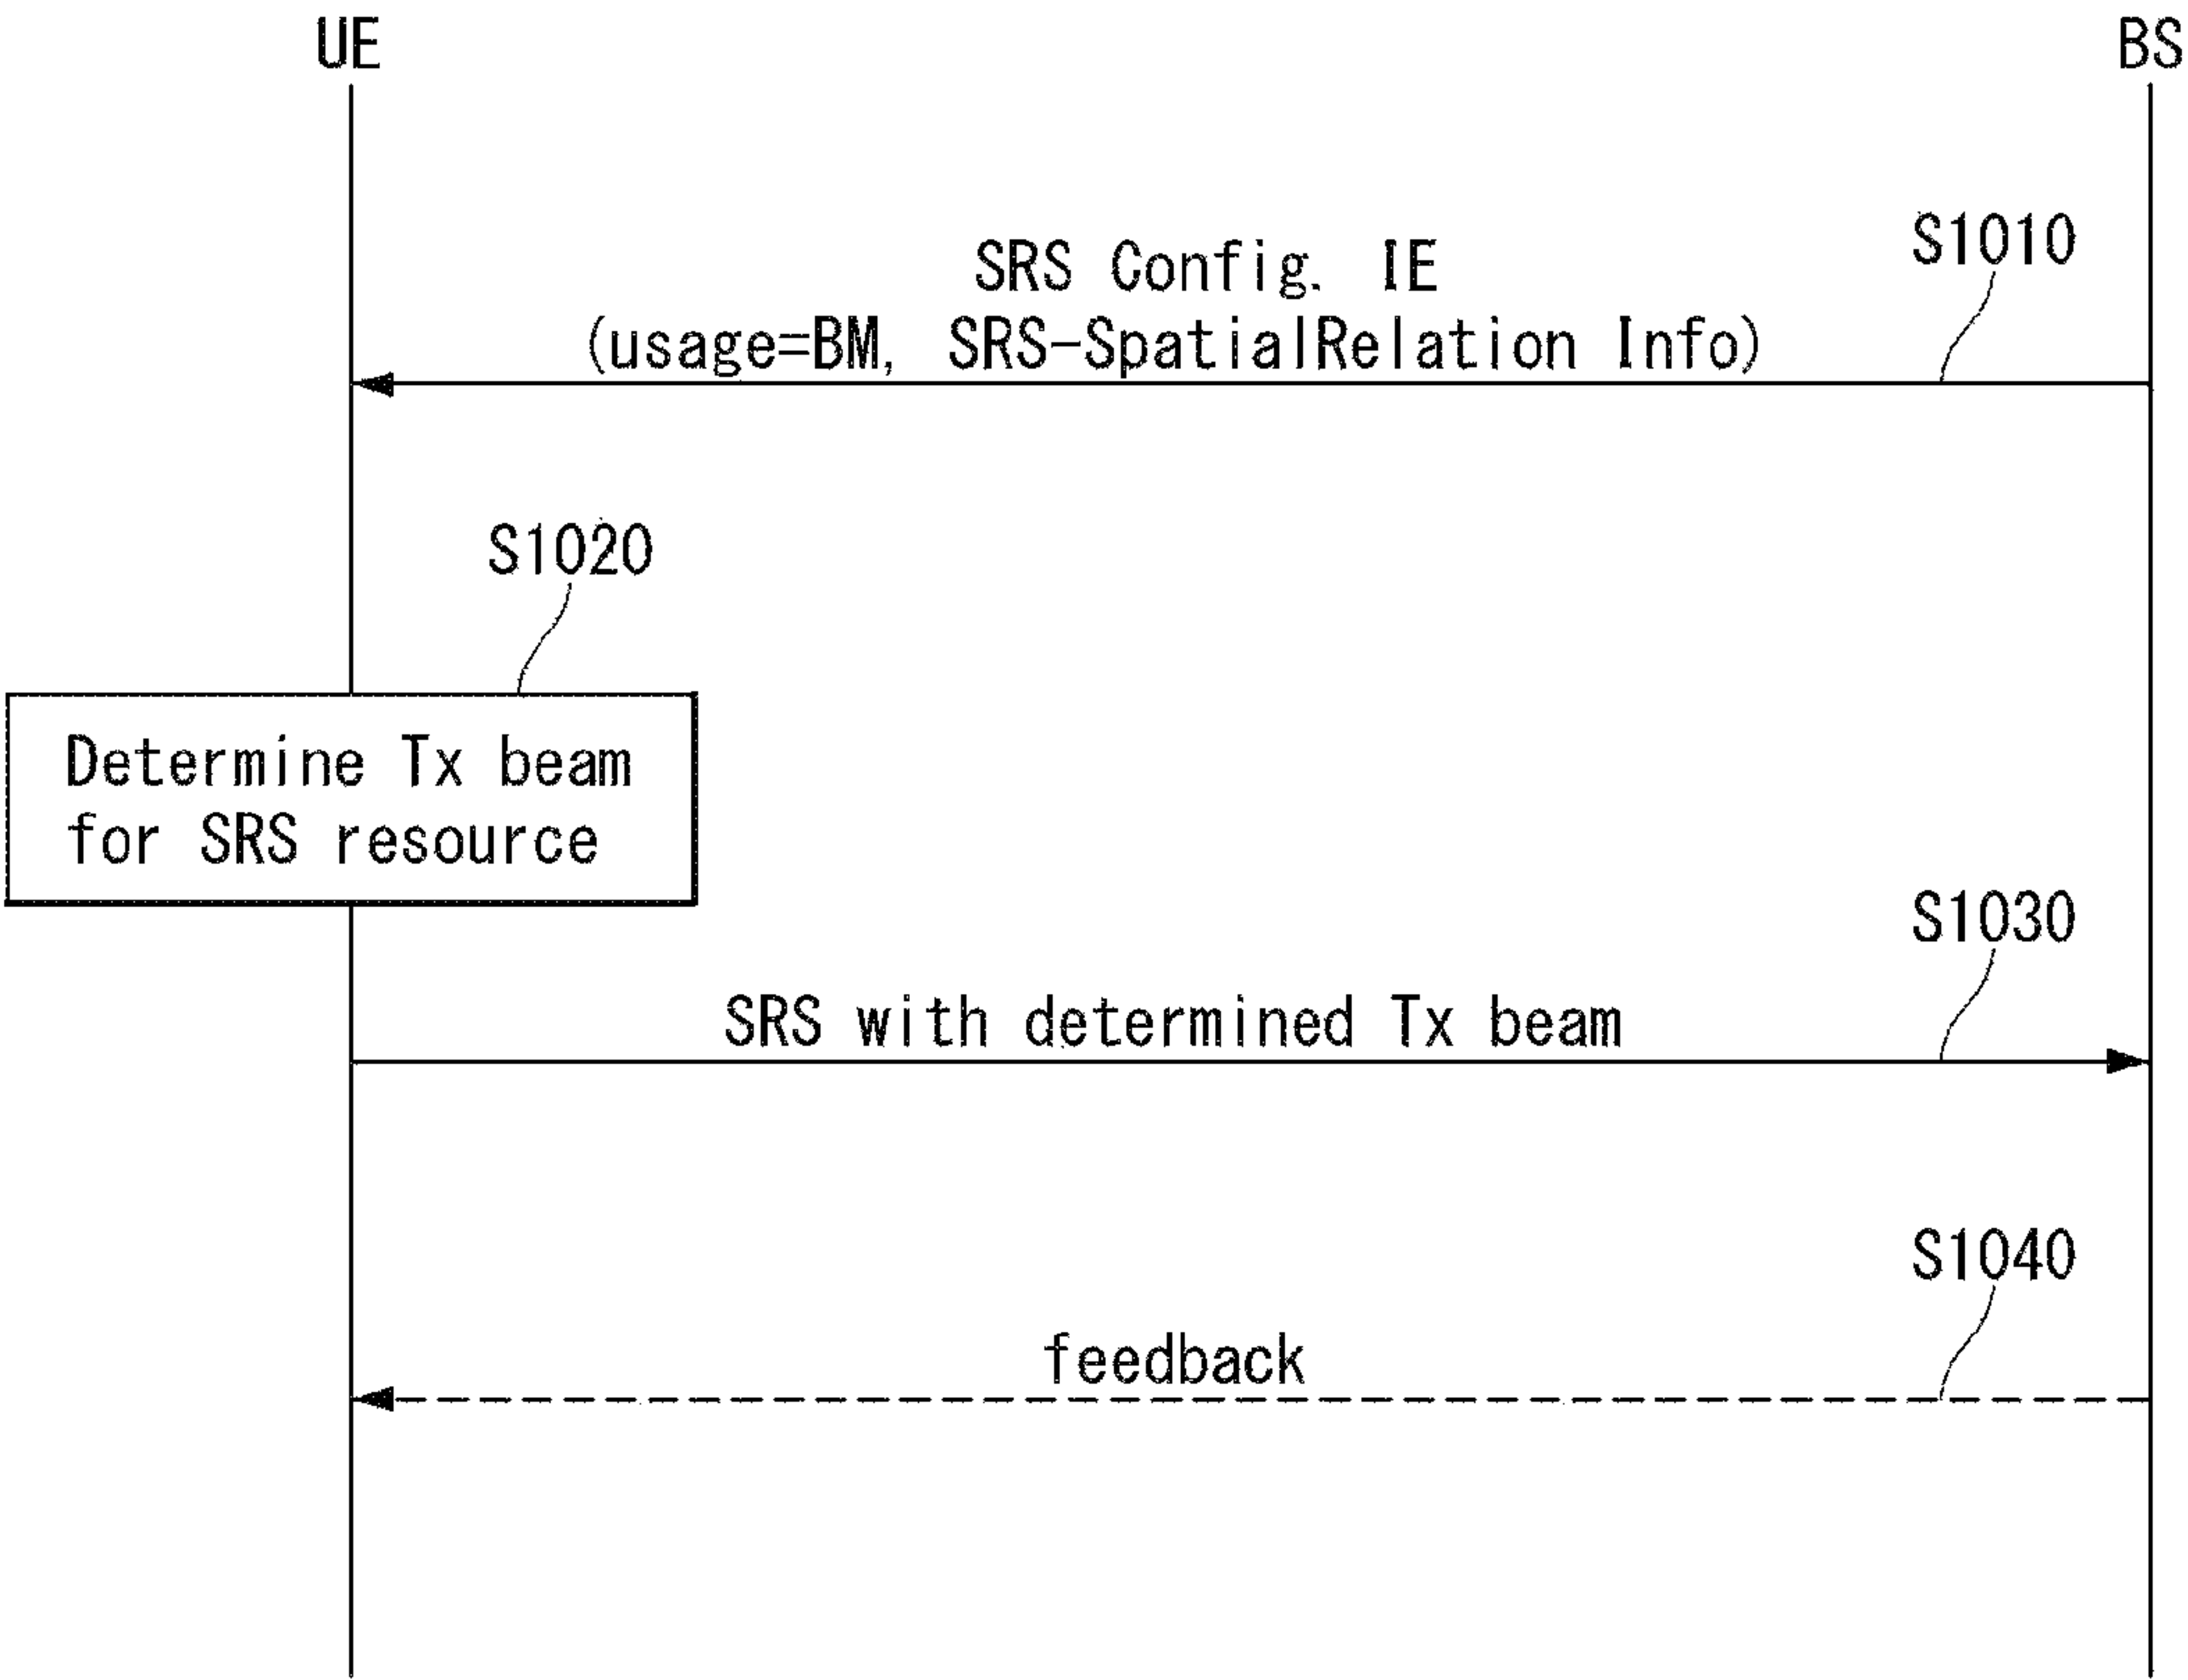 UE
BS
S1010
SRS Config. IE
(usage=BM, SRS-SpatialRelation Info)
S1020
Determine Tx beam
for SRS resource
S1030
SRS with determined Tx beam
S1040
feedback